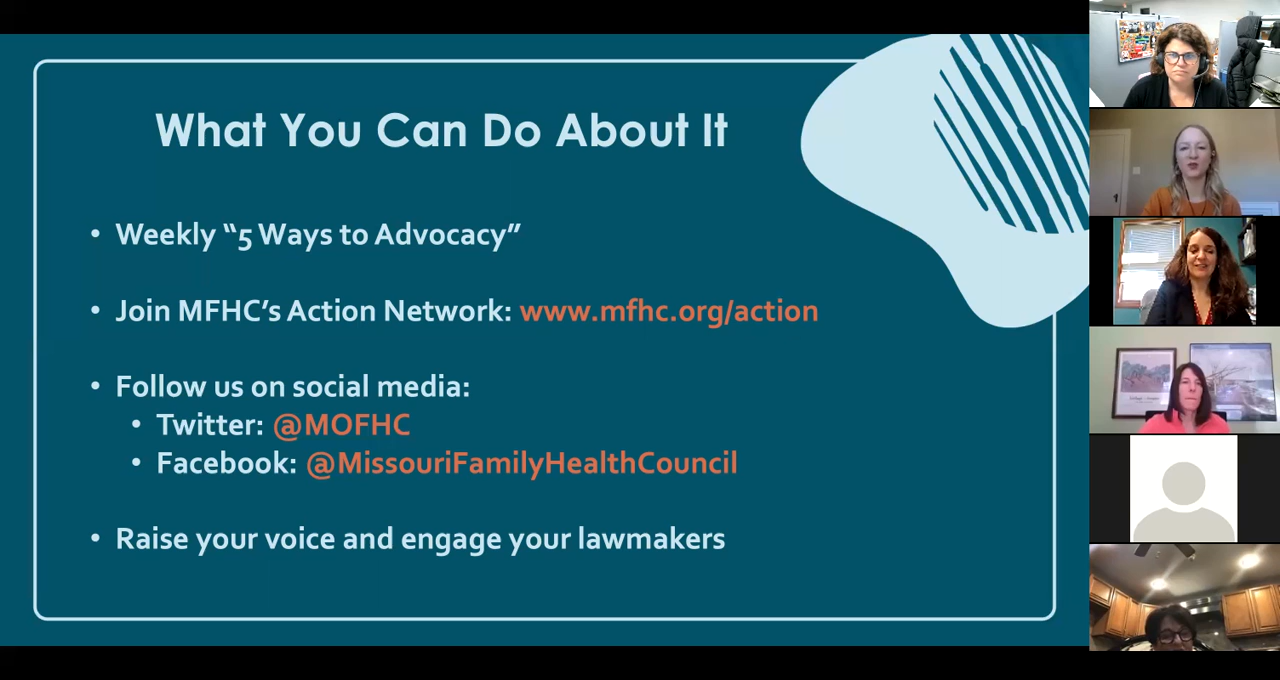 What You Can Do About It
• Weekly “5 Ways to Advocacy”
• Join MFHC’s Action Network: www.mfhc.org/action
• Follow us on social media:
• Twitter: @MOFHC
• Facebook: @MissouriFamilyHealthCouncil
• Raise your voice and engage your lawmakers